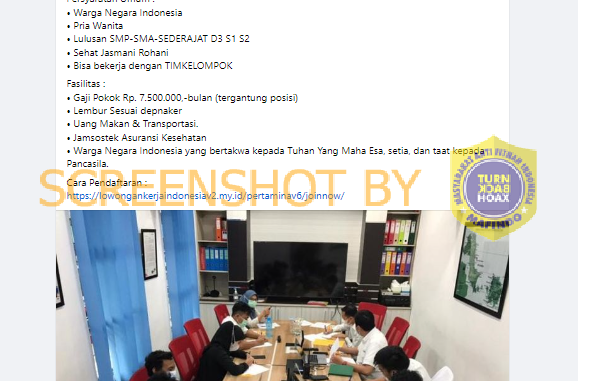 Persyaratan Umum :
• Warga Negara Indonesia
• Pria Wanita
• Lulusan SMP-SMA-SEDERAJAT D3 S1 S2
• Sehat Jasmani Rohani
• Bisa bekerja dengan TIMKELOMPOK
Fasilitas :
• Gaji Pokok Rp. 7.500.000,-bulan (tergantung posisi)
• Lembur Sesuai depnaker
• Uang Makan & Transportasi.
• Jamsostek Asuransi Kesehatan
• Warga Negara Indonesia yang bertakwa kepada Tuhan Yang Maha Esa, setia, dan taat kepada
Pancasila.
Cara Pendaftaran :
https://lowongankerjaindonesiav2.my.id/pertaminav6/joinnow/
SCREENSHOT BY
MASYARAKAT ANTI FITNAH INDONESIA
TURN
BACK
HOAX
MAFINDO